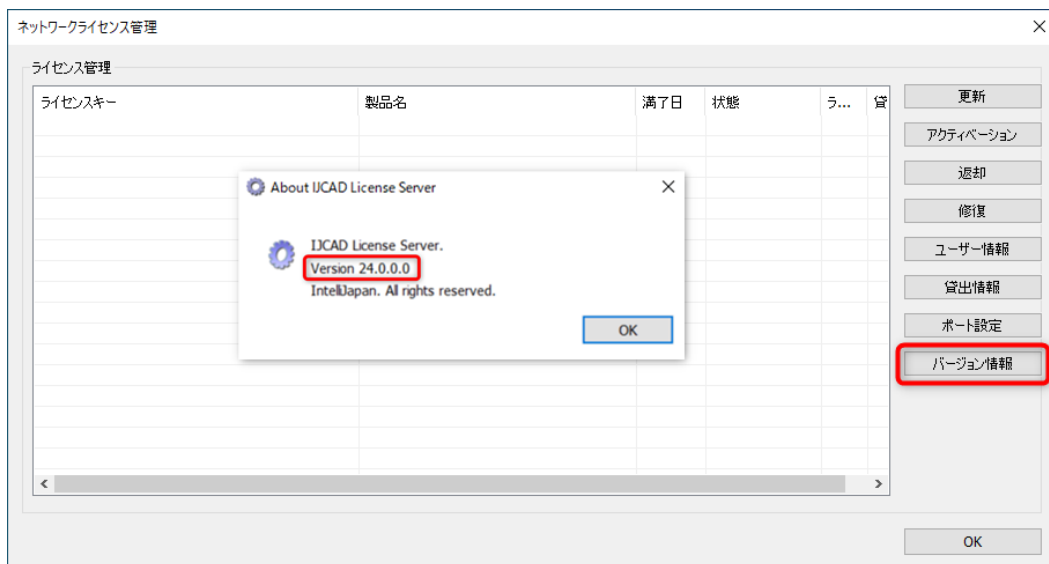 ネットワークライセンス管理
ライセンス管理
ライセンスキー 製品名 満了日 状態 ラ... 貸
更新
アクティベーション
返却
修復
ユーザー情報
貸出情報
ポート設定
バージョン情報
About IJCAD License Server
IJCAD License Server.
Version 24.0.0.0
IntelliJapan. All rights reserved.
OK
OK